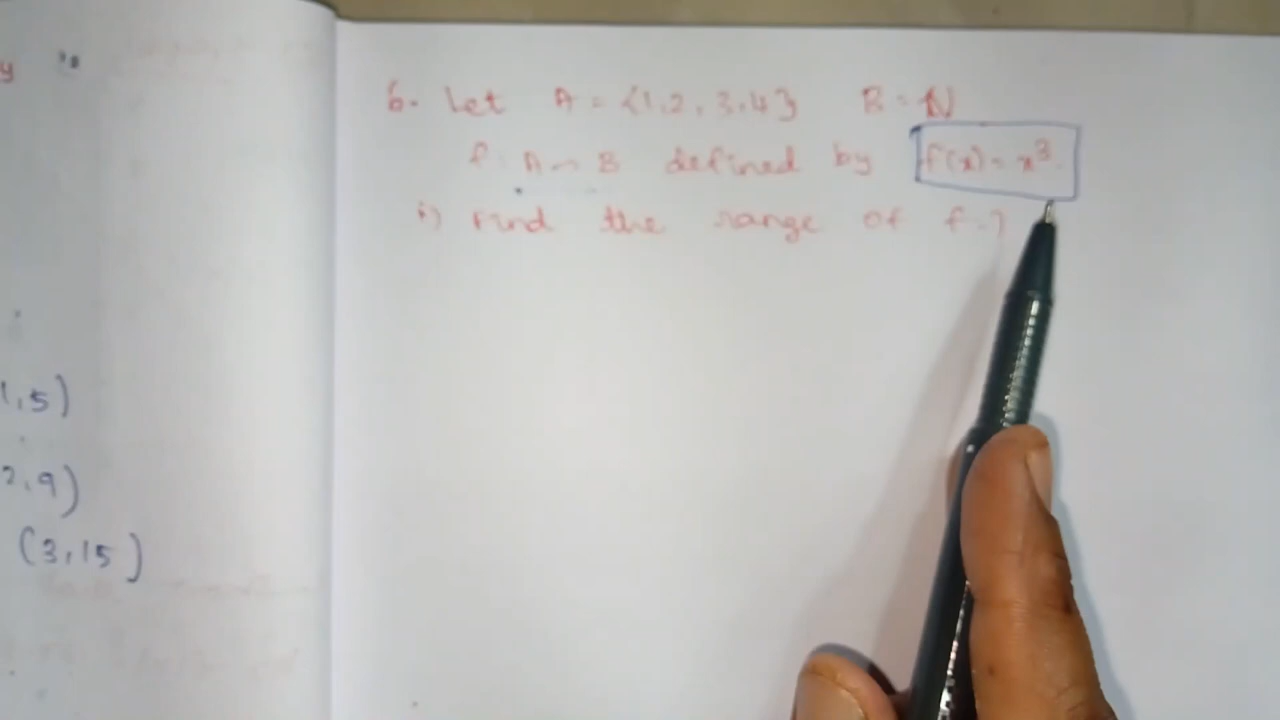 y
6. Let A = {1,2,3,4} B = N
f: A → B defined by f(x) = x³.
i) Find the range of f.?
1,5)
2,9)
(3,15)